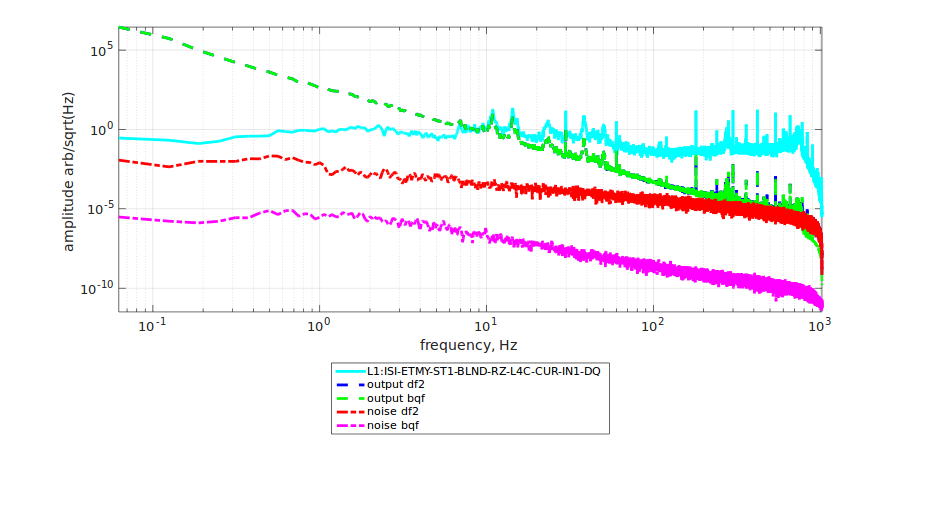 10^5
10^0
10^-5
10^-10
amplitude arb/sqrt(Hz)
10^-1 10^0 10^1 10^2 10^3
frequency, Hz
L1:ISI-ETMY-ST1-BLND-RZ-L4C-CUR-IN1-DQ
output df2
output bqf
noise df2
noise bqf